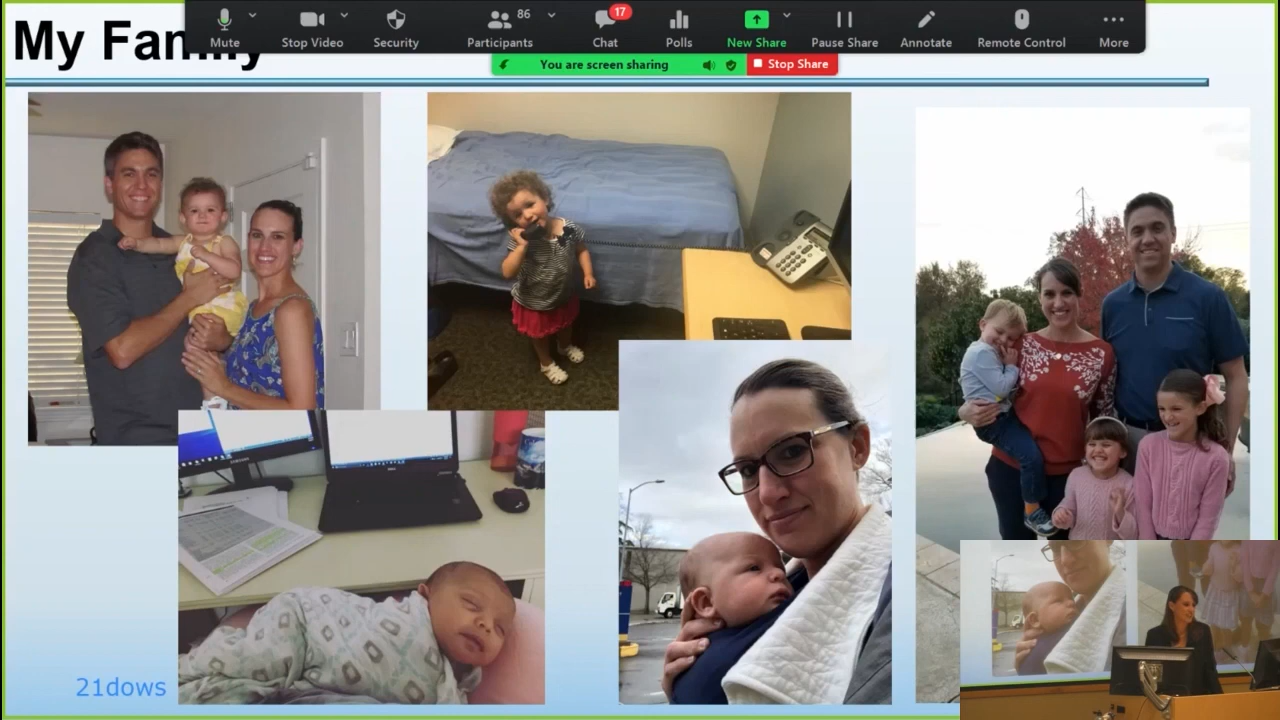 My Family
Mute
Stop Video
Security
86
Participants
17
Chat
Polls
New Share
Pause Share
Annotate
Remote Control
More
You are screen sharing
Stop Share
21dows